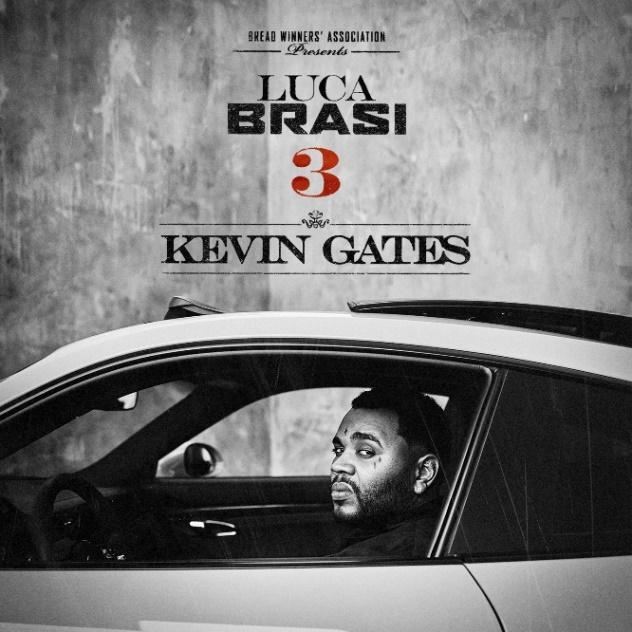 BREAD WINNERS' ASSOCIATION
Presents
LUCA
BRASI
3
KEVIN GATES